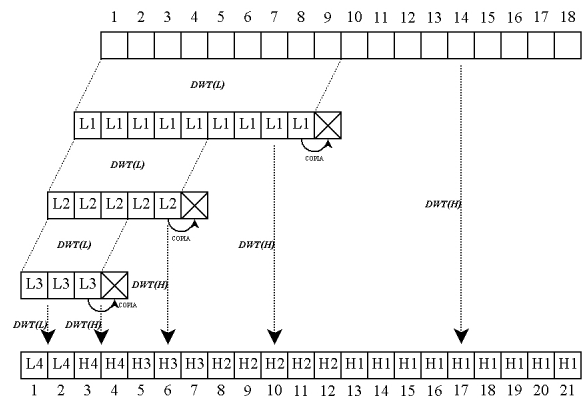 1 2 3 4 5 6 7 8 9 10 11 12 13 14 15 16 17 18
DWT(L)
L1 L1 L1 L1 L1 L1 L1 L1 L1
COPIA
DWT(L)
L2 L2 L2 L2 L2
DWT(H)
COPIA
DWT(L)
DWT(H)
L3 L3 L3
DWT(H)
COPIA
DWT(L) DWT(H)
L4 L4 H4 H4 H3 H3 H3 H2 H2 H2 H2 H2 H1 H1 H1 H1 H1 H1 H1 H1 H1
1 2 3 4 5 6 7 8 9 10 11 12 13 14 15 16 17 18 19 20 21